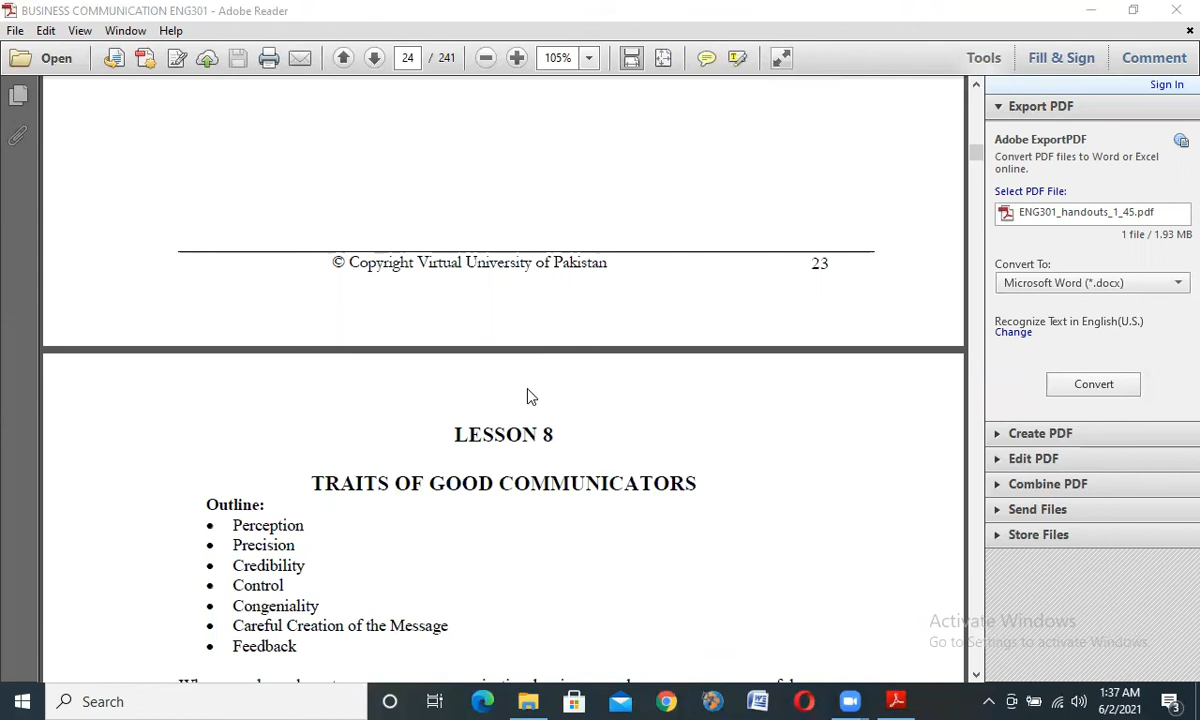 BUSINESS COMMUNICATION ENG301 - Adobe Reader
File Edit View Window Help
Open 24 / 241 105% Tools Fill & Sign Comment
Sign In
Export PDF
Adobe ExportPDF
Convert PDF files to Word or Excel
online.
Select PDF File:
ENG301_handouts_1_45.pdf
1 file / 1.93 MB
Convert To:
Microsoft Word (*.docx)
Recognize Text in English(U.S.)
Change
Convert
Create PDF
Edit PDF
Combine PDF
Send Files
Store Files
© Copyright Virtual University of Pakistan 23
LESSON 8
TRAITS OF GOOD COMMUNICATORS
Outline:
• Perception
• Precision
• Credibility
• Control
• Congeniality
• Careful Creation of the Message
• Feedback
Activate Windows
Go to Settings to activate Windows.
Search
1:37 AM
6/2/2021
3